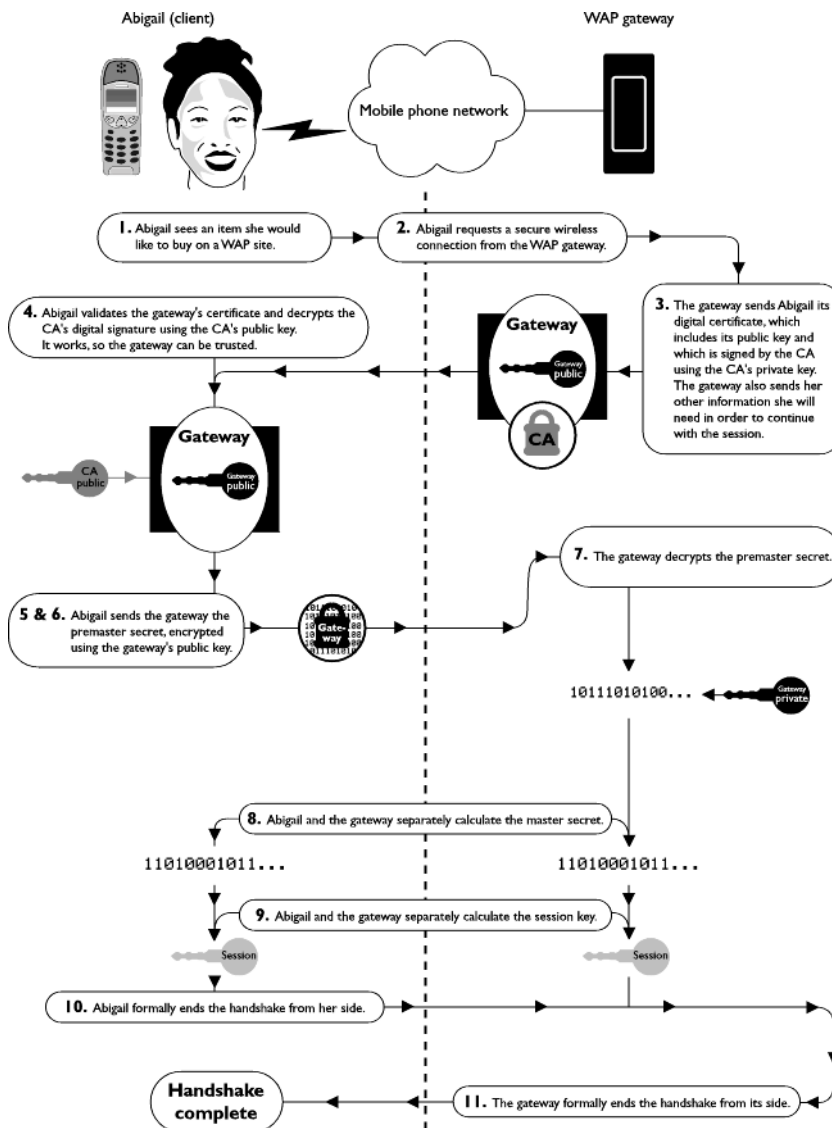 Abigail (client)
WAP gateway
Mobile phone network
1. Abigail sees an item she would
like to buy on a WAP site.
2. Abigail requests a secure wireless
connection from the WAP gateway.
3. The gateway sends Abigail its
digital certificate, which
includes its public key and
which is signed by the CA
using the CA's private key.
The gateway also sends her
other information she will
need in order to continue
with the session.
Gateway
Gateway
public
CA
4. Abigail validates the gateway's certificate and decrypts the
CA's digital signature using the CA's public key.
It works, so the gateway can be trusted.
Gateway
CA
public
Gateway
public
5 & 6. Abigail sends the gateway the
premaster secret, encrypted
using the gateway's public key.
Gate-
way
7. The gateway decrypts the premaster secret.
10111010100...
Gateway
private
8. Abigail and the gateway separately calculate the master secret.
11010001011...
11010001011...
9. Abigail and the gateway separately calculate the session key.
Session
Session
10. Abigail formally ends the handshake from her side.
11. The gateway formally ends the handshake from its side.
Handshake
complete